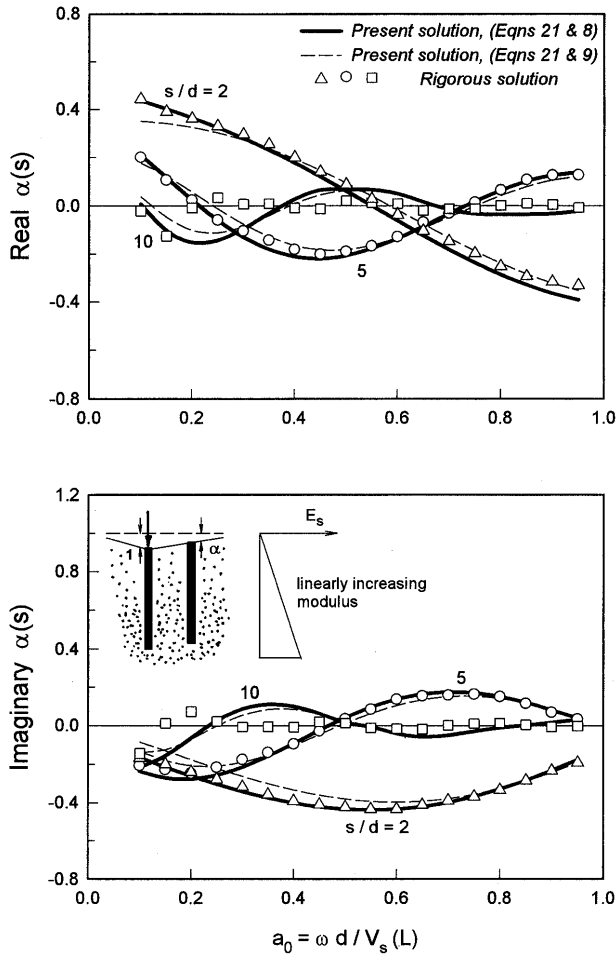 0.8
Present solution, (Eqns 21 & 8)
Present solution, (Eqns 21 & 9)
Rigorous solution
s / d = 2
0.4
Real α(s)
0.0
10
5
-0.4
-0.8
0.0 0.2 0.4 0.6 0.8 1.0
1.2
E_s
1 α
0.8
linearly increasing
modulus
Imaginary α(s)
0.4
10
5
0.0
-0.4
s / d = 2
-0.8
0.0 0.2 0.4 0.6 0.8 1.0
a₀ = ω d / V_s (L)